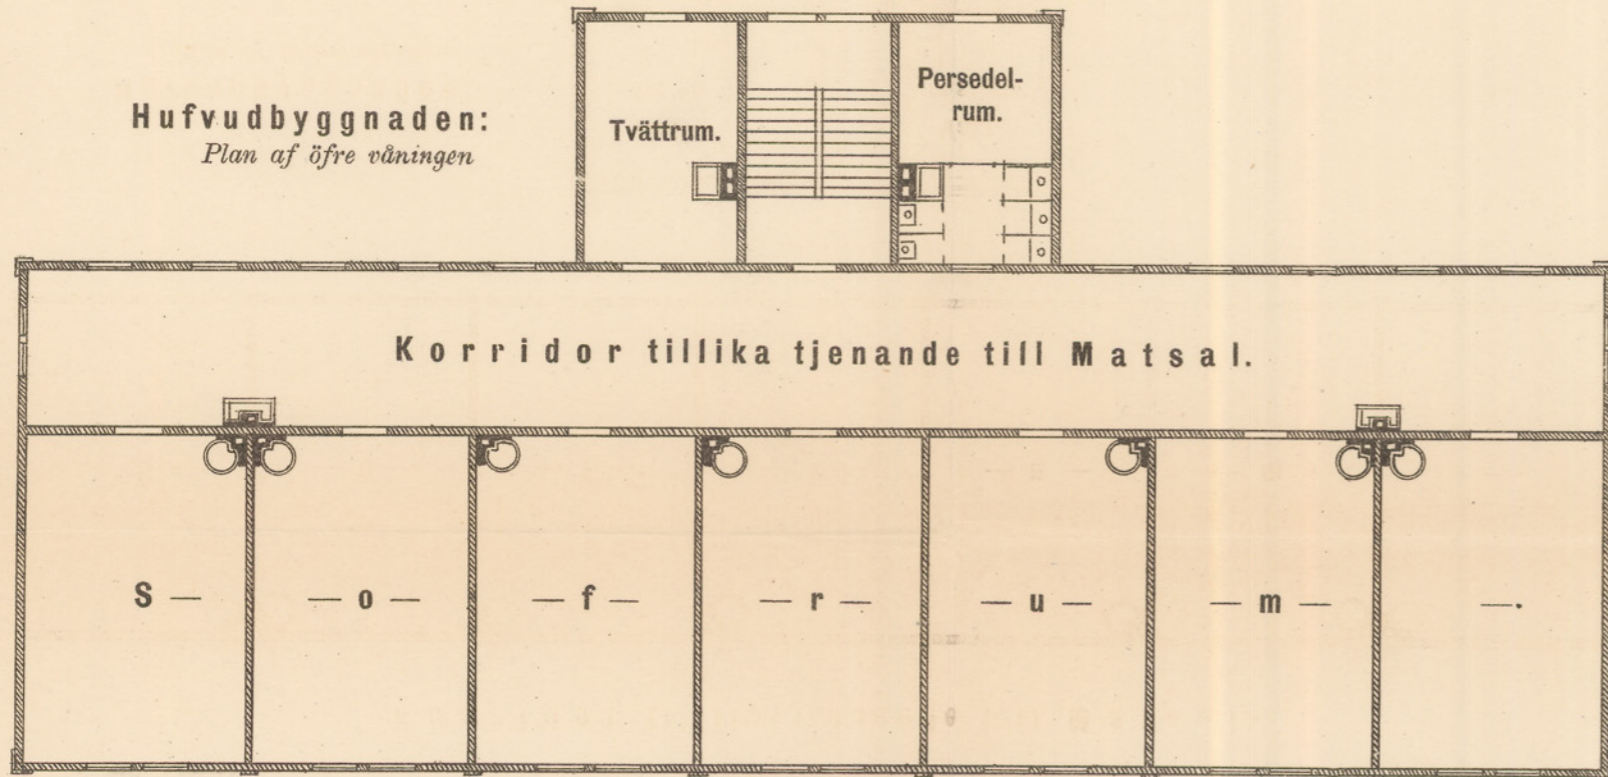 Hufvudbyggnaden:
Plan af öfre våningen
Tvättrum.
Persedel-
rum.
Korridor tillika tjenande till Matsal.
S — — o — — f — — r — — u — — m — —.